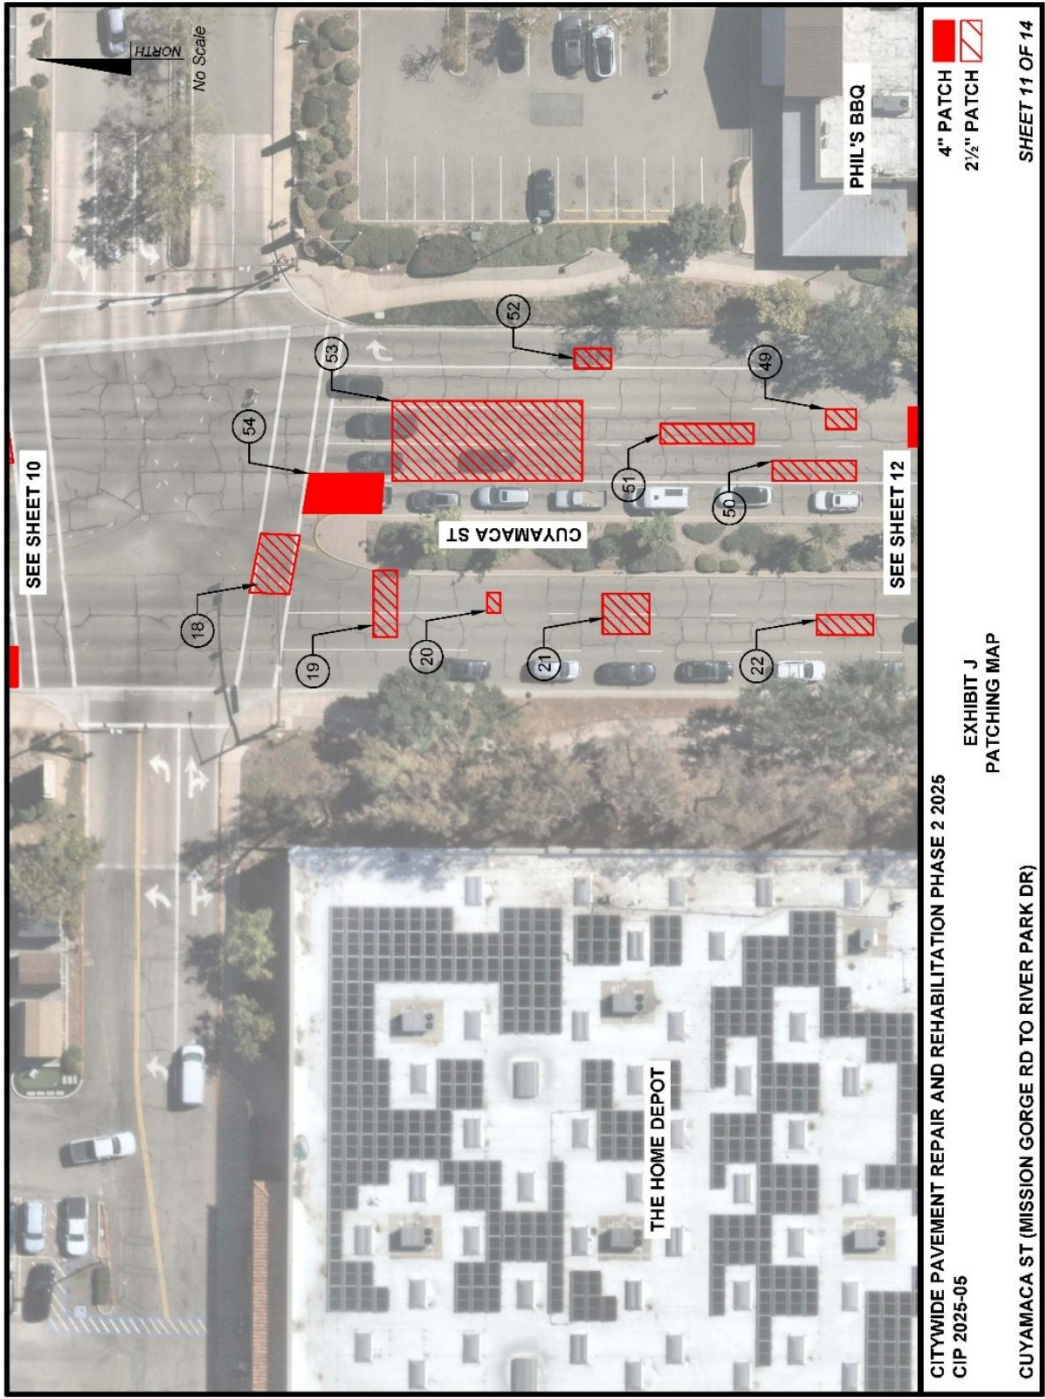 NORTH
No Scale
SEE SHEET 10
54
53
52
18
19
20
21
22
51
50
49
CUYAMACA ST
SEE SHEET 12
PHIL'S BBQ
THE HOME DEPOT
CITYWIDE PAVEMENT REPAIR AND REHABILITATION PHASE 2 2025
CIP 2025-05
EXHIBIT J
PATCHING MAP
CUYAMACA ST (MISSION GORGE RD TO RIVER PARK DR)
4" PATCH
2½" PATCH
SHEET 11 OF 14